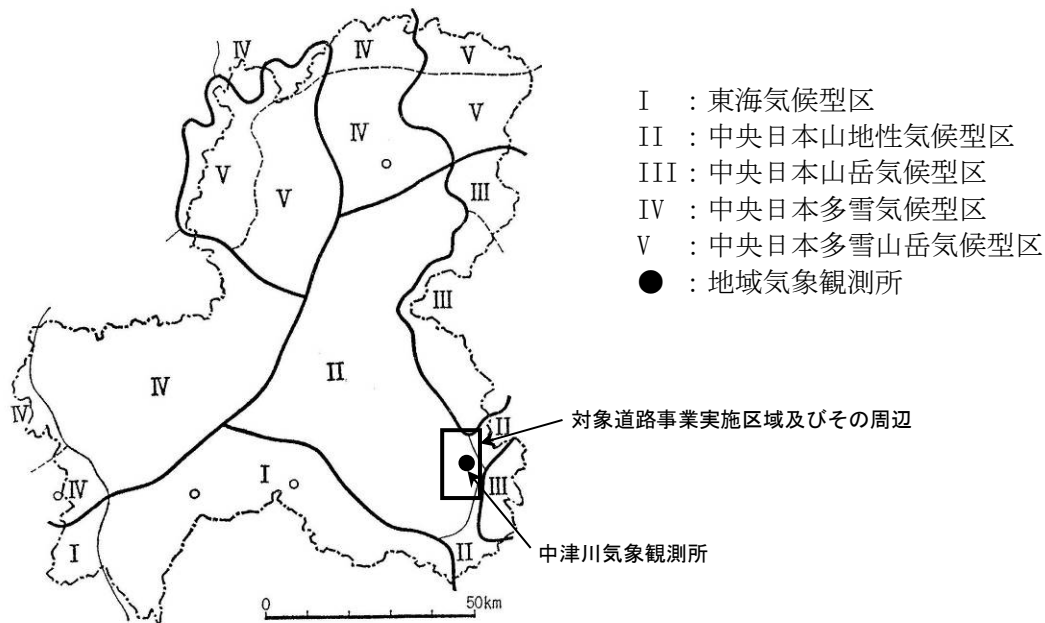 IV
IV
V
V
IV
V
V
III
III
II
IV
IV
II
I
III
IV
I
II
I : 東海気候型区
II : 中央日本山地性気候型区
III : 中央日本山岳気候型区
IV : 中央日本多雪気候型区
V : 中央日本多雪山岳気候型区
● : 地域気象観測所
対象道路事業実施区域及びその周辺
中津川気象観測所
0 50km